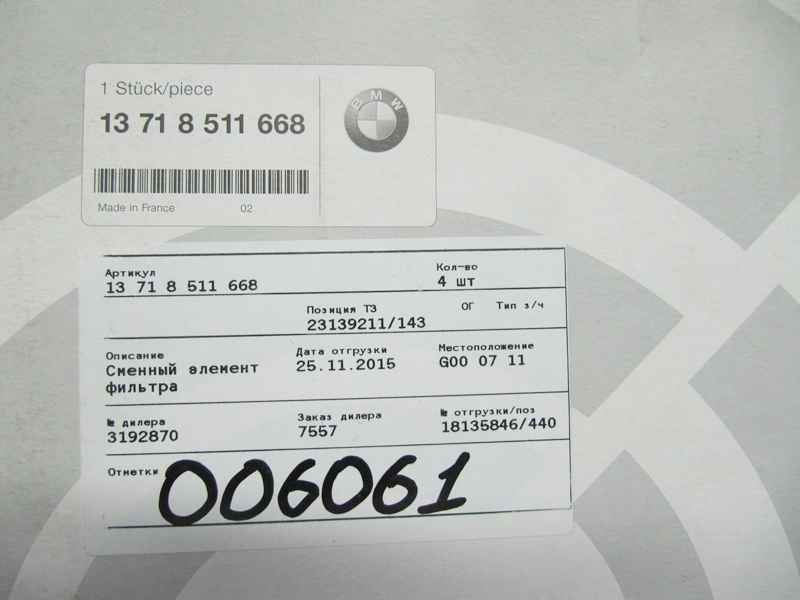 1 Stück/piece
13 71 8 511 668
BMW
Made in France 02
Артикул Кол-во
13 71 8 511 668 4 шт
Позиция ТЗ ОГ Тип з/ч
23139211/143
Описание Дата отгрузки Местоположение
Сменный элемент 25.11.2015 G00 07 11
фильтра
№ дилера Заказ дилера № отгрузки/поз
3192870 7557 18135846/440
Отметки
006061